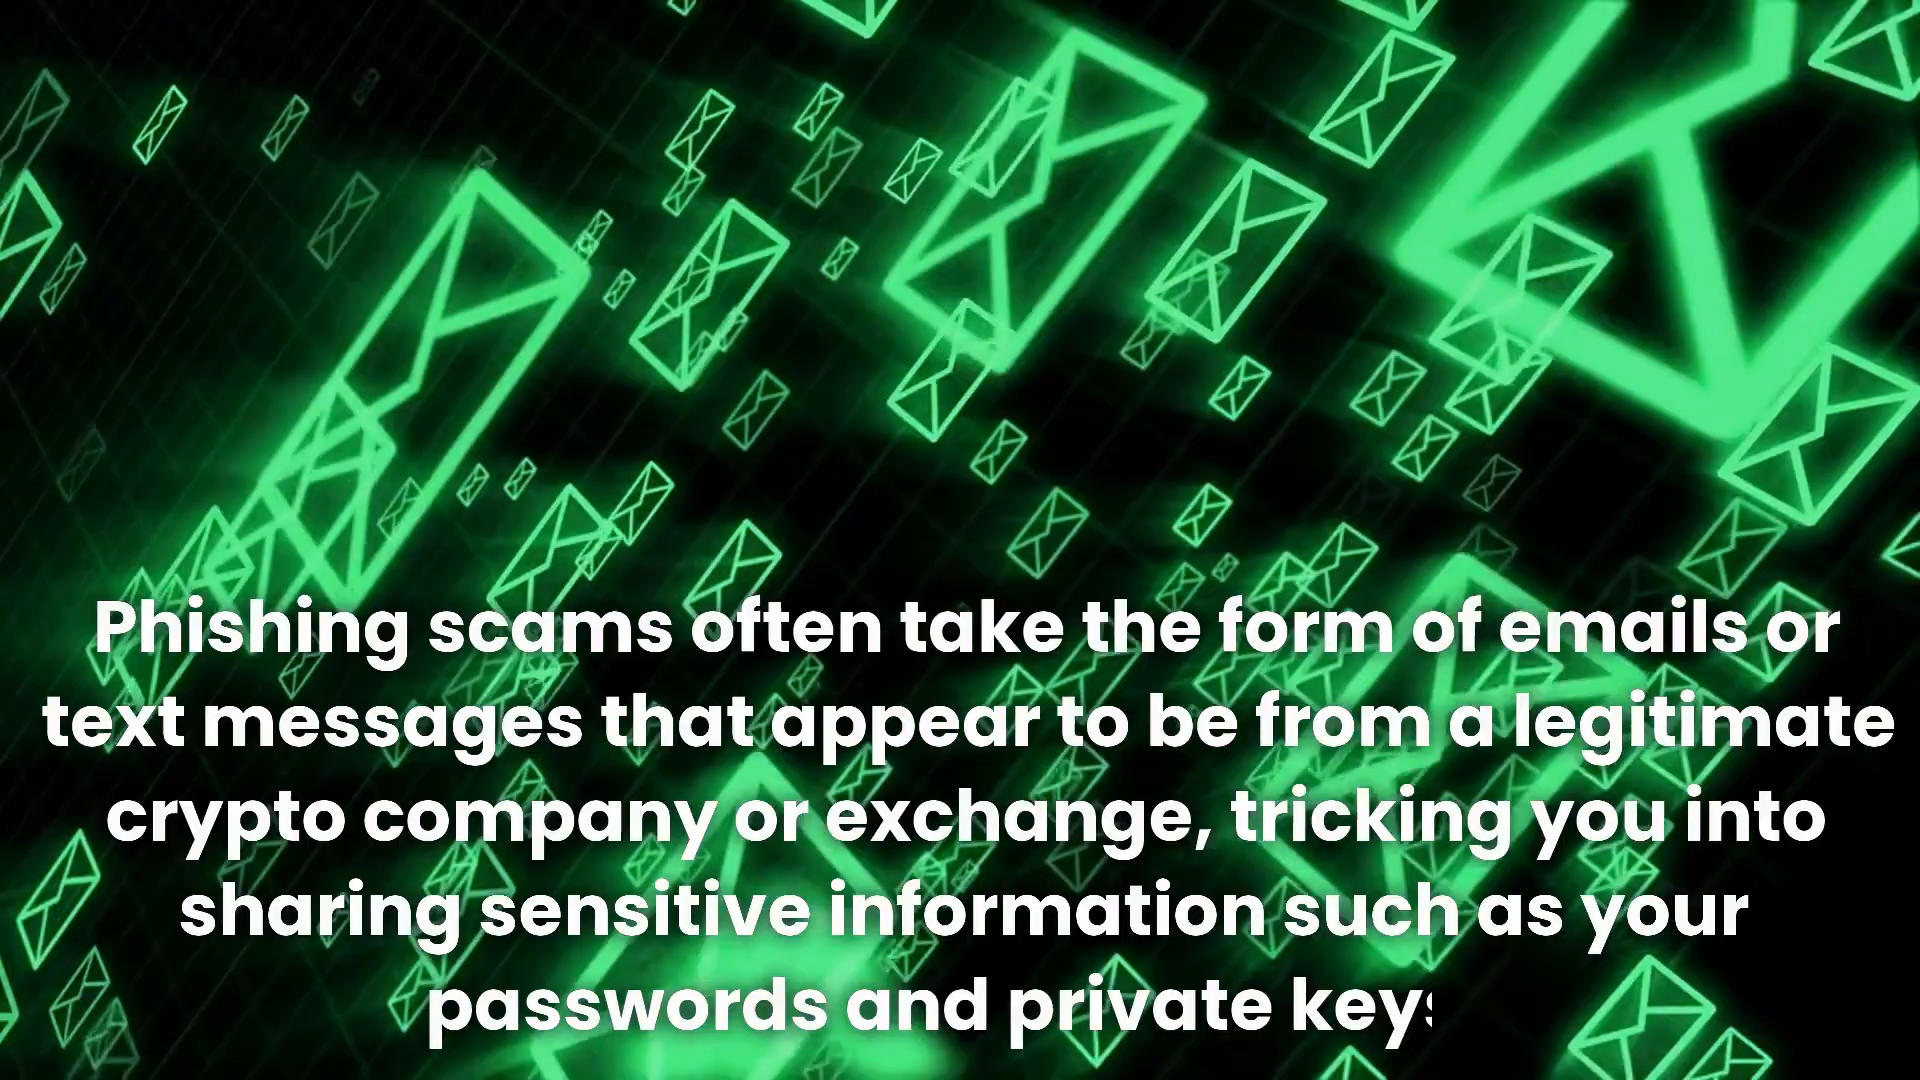 Phishing scams often take the form of emails or
text messages that appear to be from a legitimate
crypto company or exchange, tricking you into
sharing sensitive information such as your
passwords and private keys